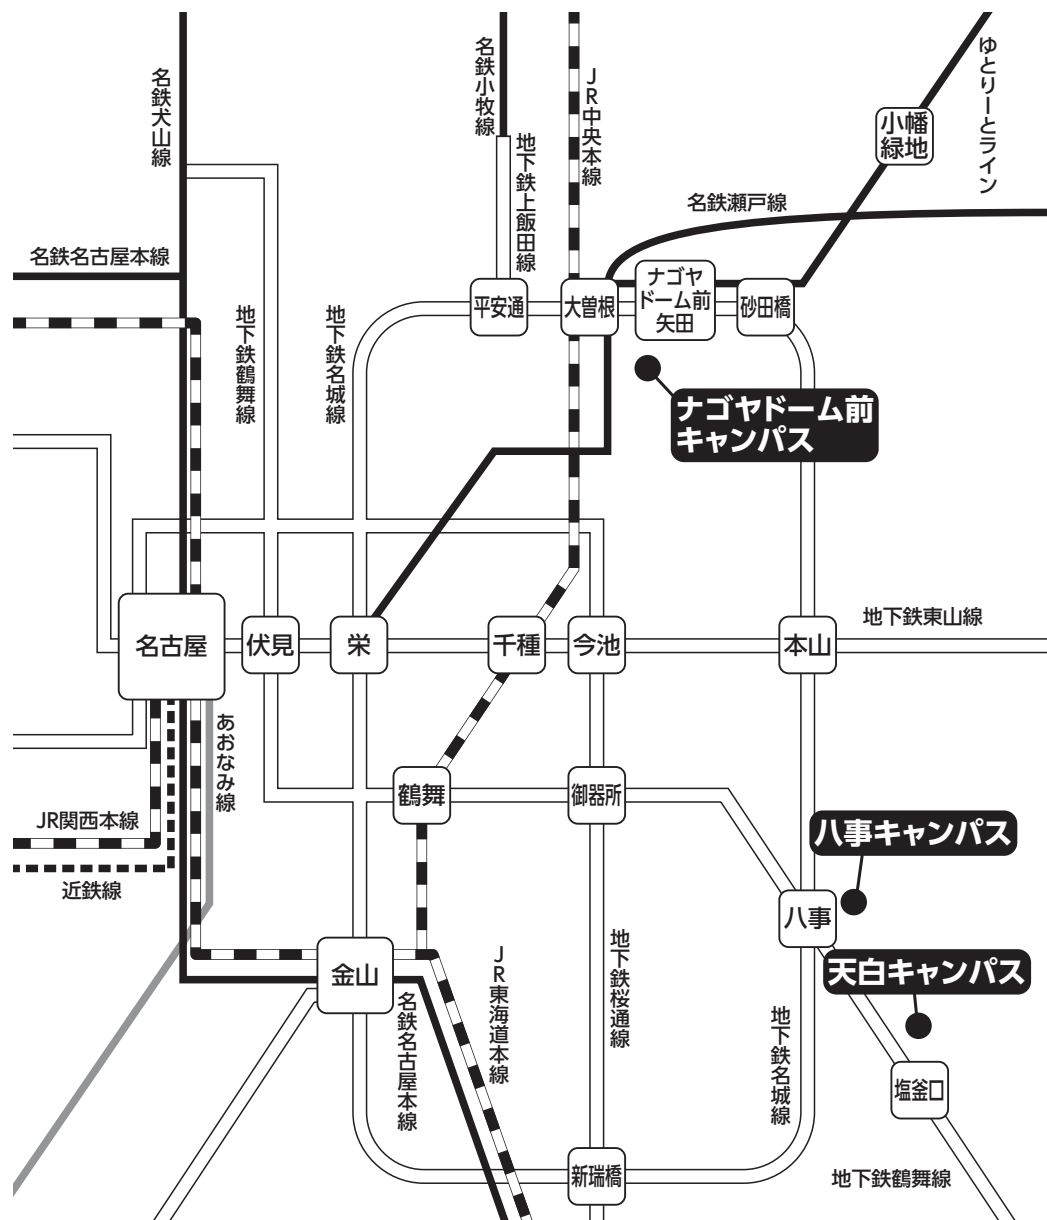 名鉄犬山線
名鉄小牧線
JR中央本線
ゆとりーとライン
小幡
緑地
地下鉄上飯田線
名鉄瀬戸線
名鉄名古屋本線
地下鉄鶴舞線
地下鉄名城線
平安通
大曽根
ナゴヤ
ドーム前
矢田
砂田橋
ナゴヤドーム前
キャンパス
地下鉄東山線
名古屋
伏見
栄
千種
今池
本山
あおなみ線
鶴舞
御器所
JR関西本線
近鉄線
八事キャンパス
八事
天白キャンパス
金山
名鉄名古屋本線
JR東海道本線
地下鉄桜通線
地下鉄名城線
塩釜口
新瑞橋
地下鉄鶴舞線